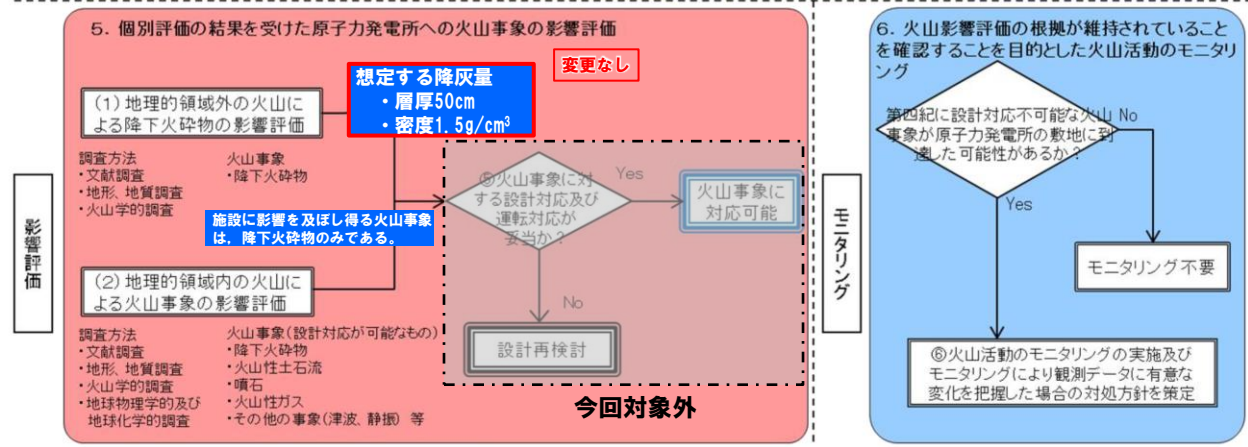 影響評価
5. 個別評価の結果を受けた原子力発電所への火山事象の影響評価
変更なし
想定する降灰量
・層厚50cm
・密度1.5g/cm³
(1)地理的領域外の火山に
よる降下火砕物の影響評価
調査方法
・文献調査
・地形、地質調査
・火山学的調査
火山事象
・降下火砕物
施設に影響を及ぼし得る火山事象
は，降下火砕物のみである。
(2)地理的領域内の火山に
よる火山事象の影響評価
調査方法
・文献調査
・地形、地質調査
・火山学的調査
・地球物理学的及び
地球化学的調査
火山事象(設計対応が可能なもの)
・降下火砕物
・火山性土石流
・噴石
・火山性ガス
・その他の事象(津波、静振) 等
⑤火山事象に対
する設計対応及び
運転対応が
妥当か？
Yes
火山事象に
対応可能
No
設計再検討
今回対象外
モニタリング
6. 火山影響評価の根拠が維持されていること
を確認することを目的とした火山活動のモニタリ
ング
第四紀に設計対応不可能な火山
事象が原子力発電所の敷地に到
達した可能性があるか？
No
Yes
モニタリング不要
⑥火山活動のモニタリングの実施及び
モニタリングにより観測データに有意な
変化を把握した場合の対処方針を策定